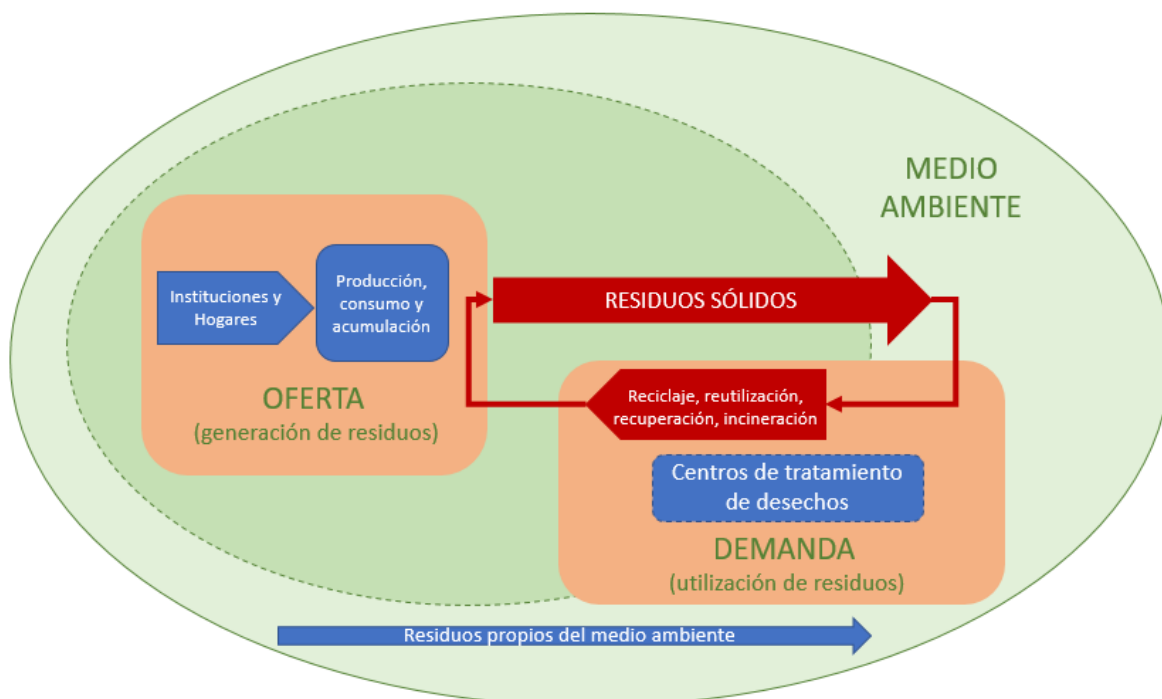 MEDIO
AMBIENTE
Instituciones y
Hogares
Producción,
consumo y
acumulación
RESIDUOS SÓLIDOS
OFERTA
(generación de residuos)
Reciclaje, reutilización,
recuperación, incineración
Centros de tratamiento
de desechos
DEMANDA
(utilización de residuos)
Residuos propios del medio ambiente